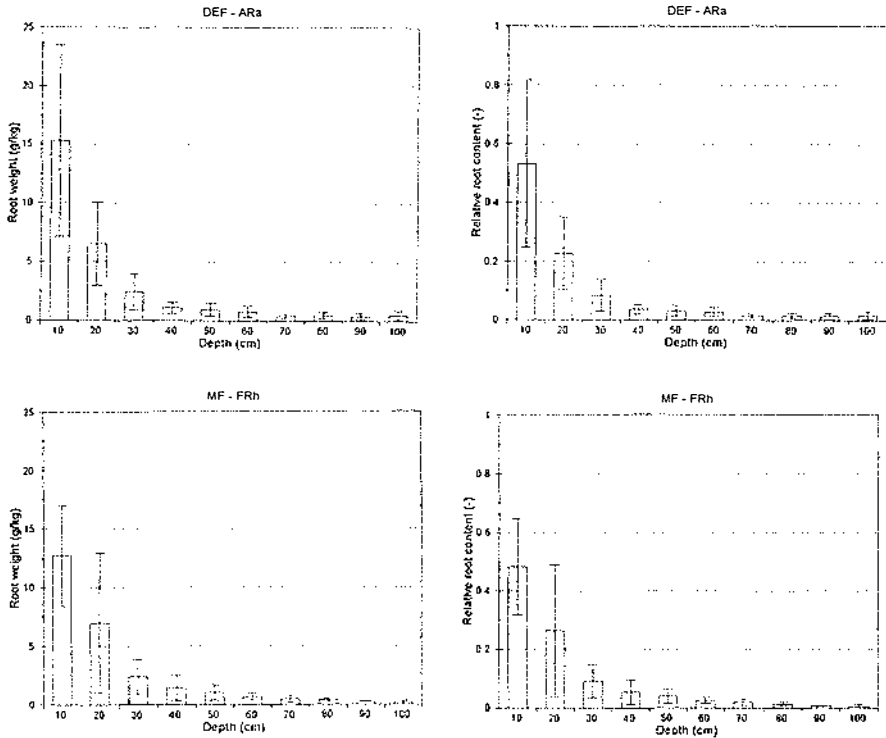 DEF - ARa
Root weight (g/kg)
25
20
15
10
5
0
10 20 30 40 50 60 70 80 90 100
Depth (cm)
DEF - ARa
Relative root content (-)
1
0.8
0.6
0.4
0.2
0
10 20 30 40 50 60 70 80 90 100
Depth (cm)
MF - FRh
Root weight (g/kg)
25
20
15
10
5
0
10 20 30 40 50 60 70 80 90 100
Depth (cm)
MF - FRh
Relative root content (-)
1
0.8
0.6
0.4
0.2
0
10 20 30 40 50 60 70 80 90 100
Depth (cm)